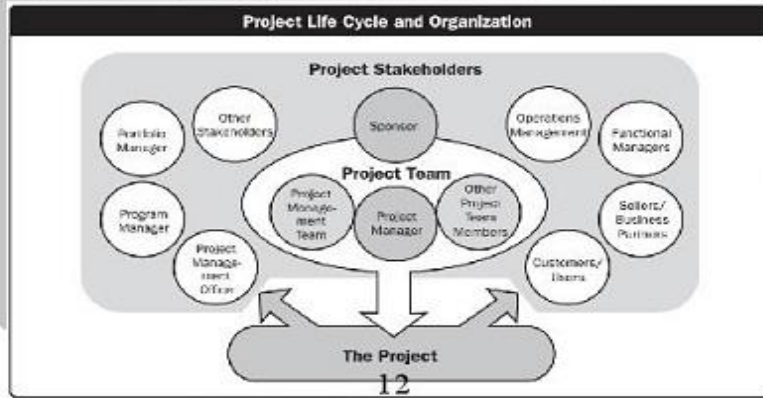 Project Life Cycle and Organization
Project Stakeholders
Portfolio
Manager
Other
Stakeholders
Sponsor
Operations
Management
Functional
Managers
Project Team
Program
Manager
Project
Manage-
ment
Team
Project
Manager
Other
Project
Team
Members
Sellers/
Business
Partners
Project
Manage-
ment
Office
Customers/
Users
The Project
12